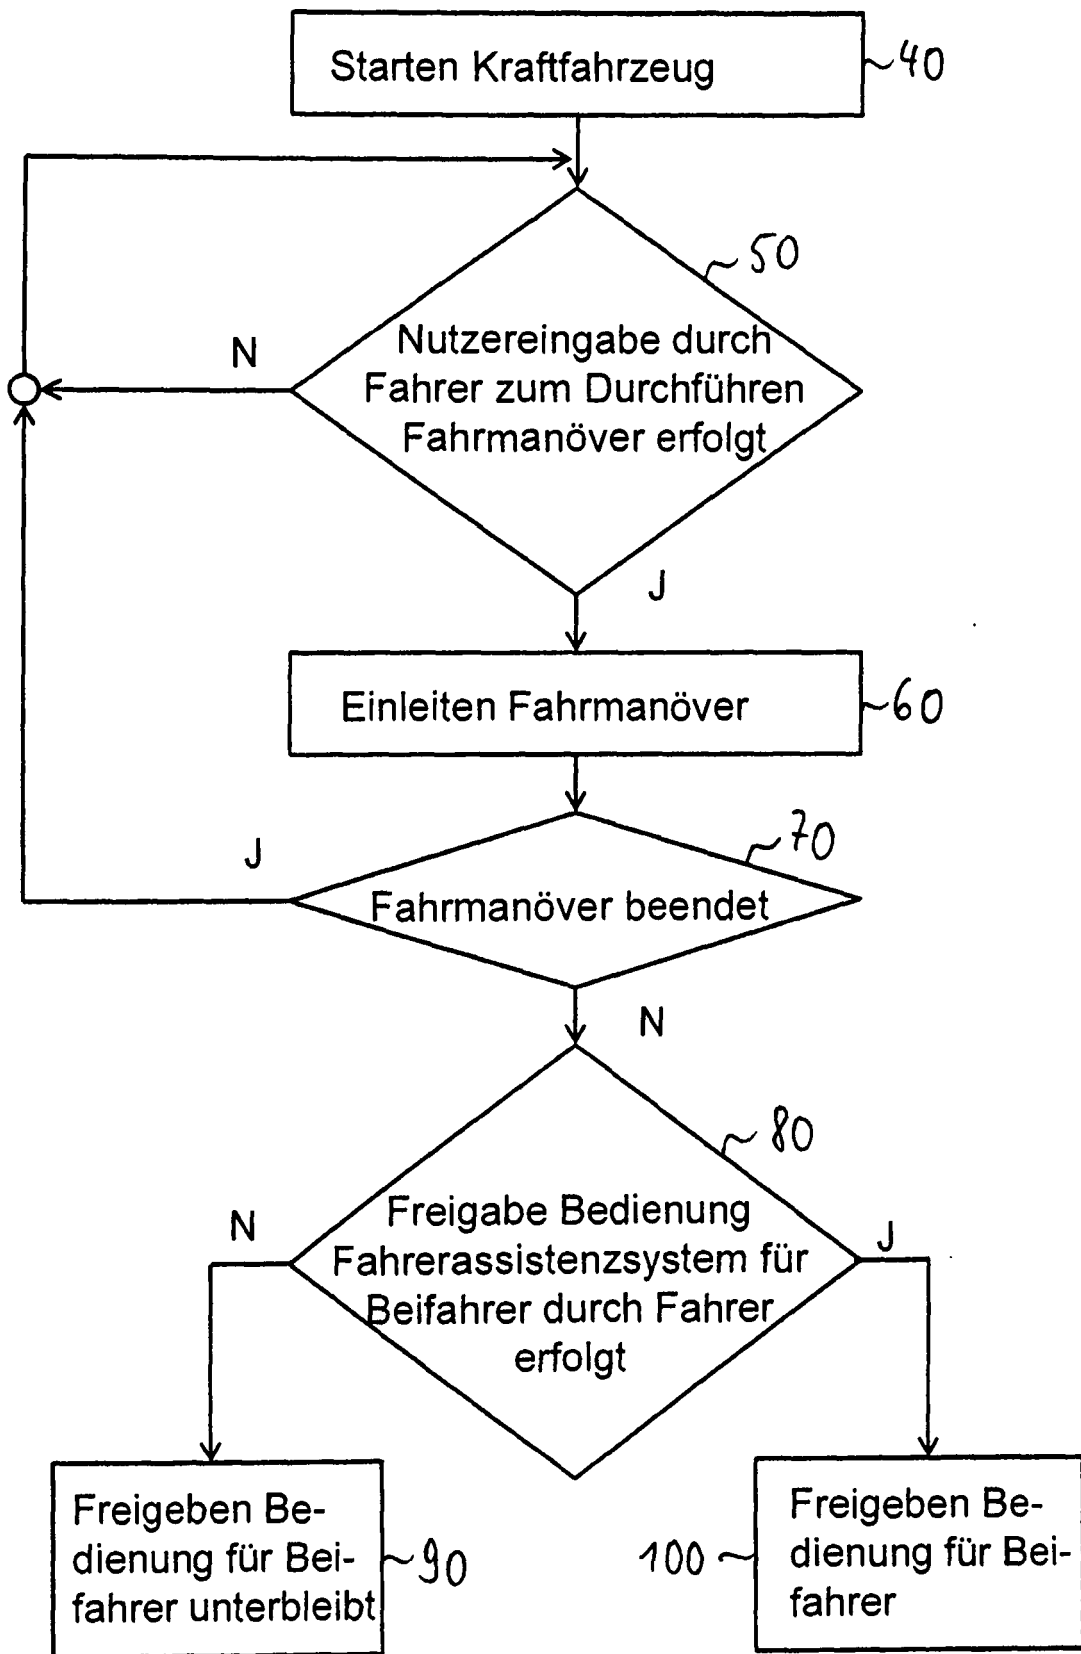 Starten Kraftfahrzeug
40
50
Nutzereingabe durch
Fahrer zum Durchführen
Fahrmanöver erfolgt
N
J
Einleiten Fahrmanöver
60
70
J
Fahrmanöver beendet
N
80
Freigabe Bedienung
Fahrerassistenzsystem für
Beifahrer durch Fahrer
erfolgt
N
J
Freigeben Be-
dienung für Bei-
fahrer unterbleibt
90
100
Freigeben Be-
dienung für Bei-
fahrer